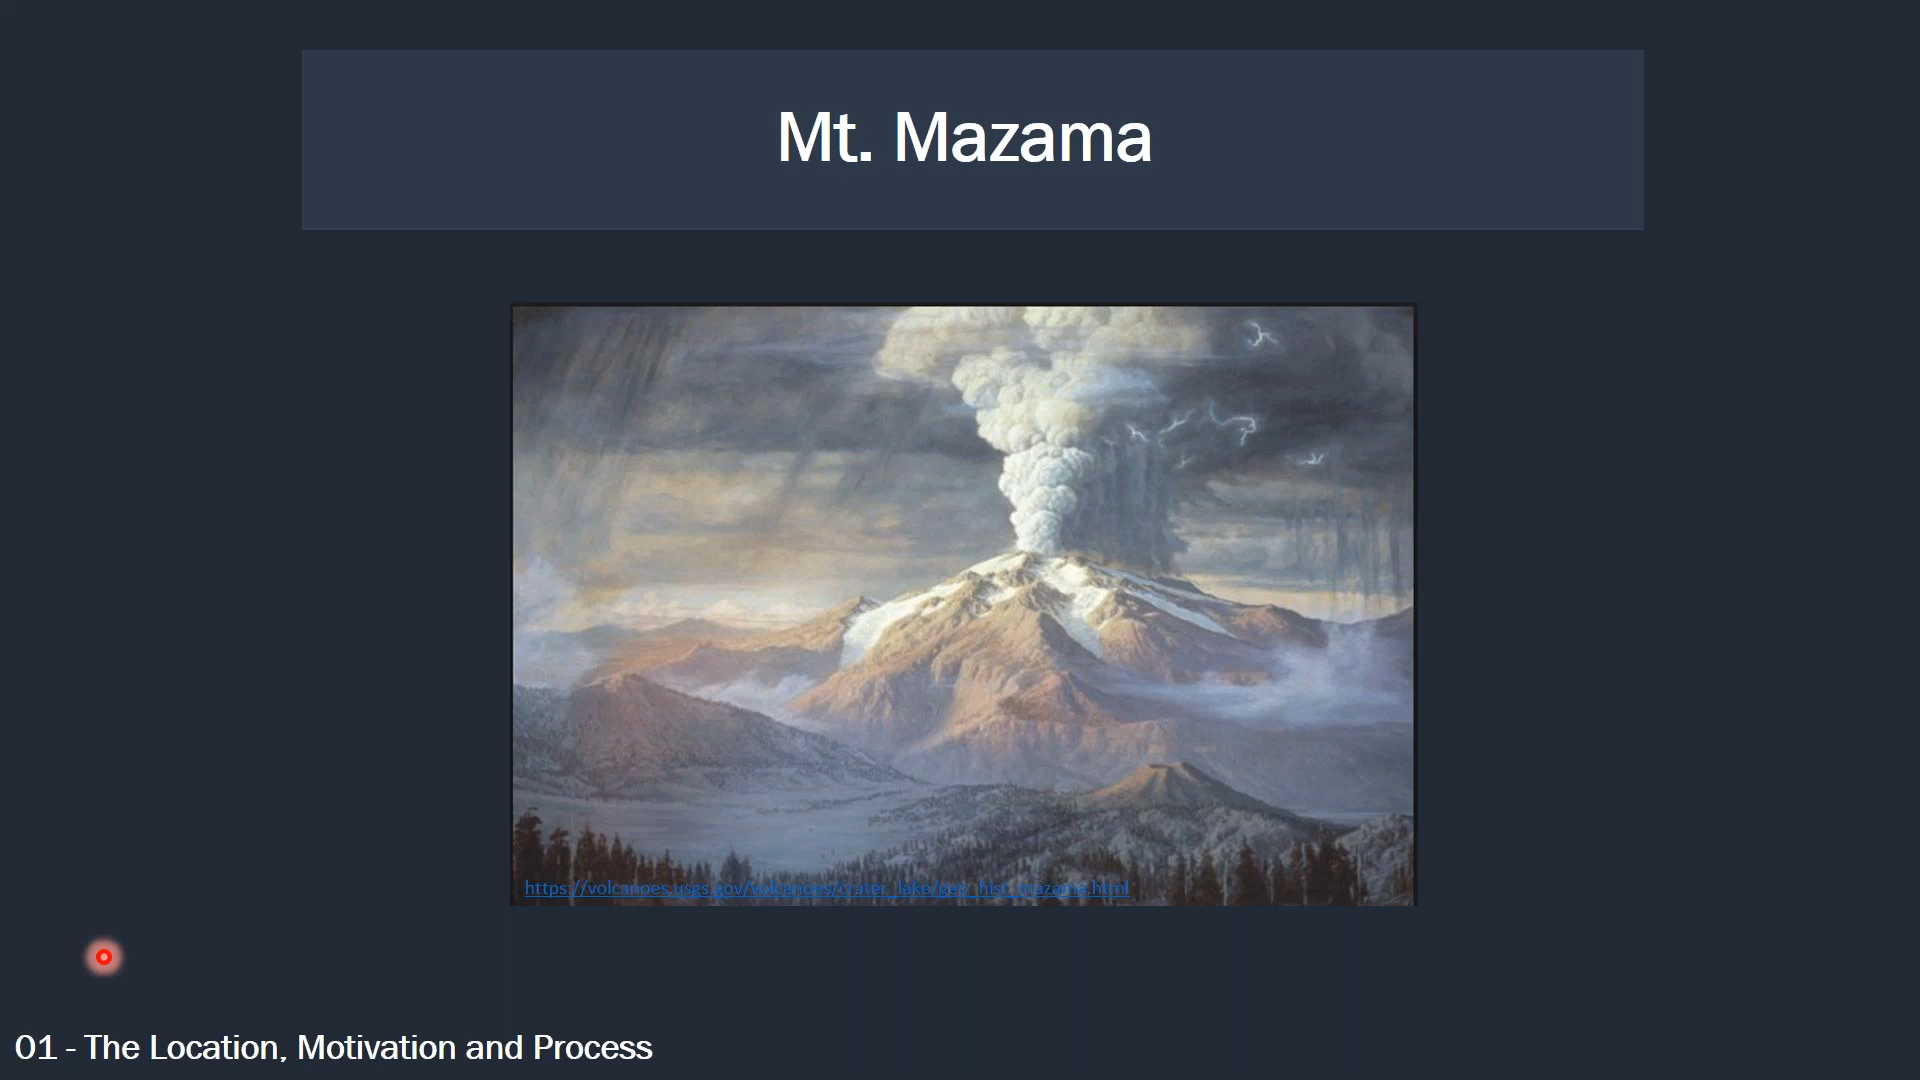 Mt. Mazama
https://volcanoes.usgs.gov/volcanoes/crater_lake/geo_hist_mazama.html
01 - The Location, Motivation and Process